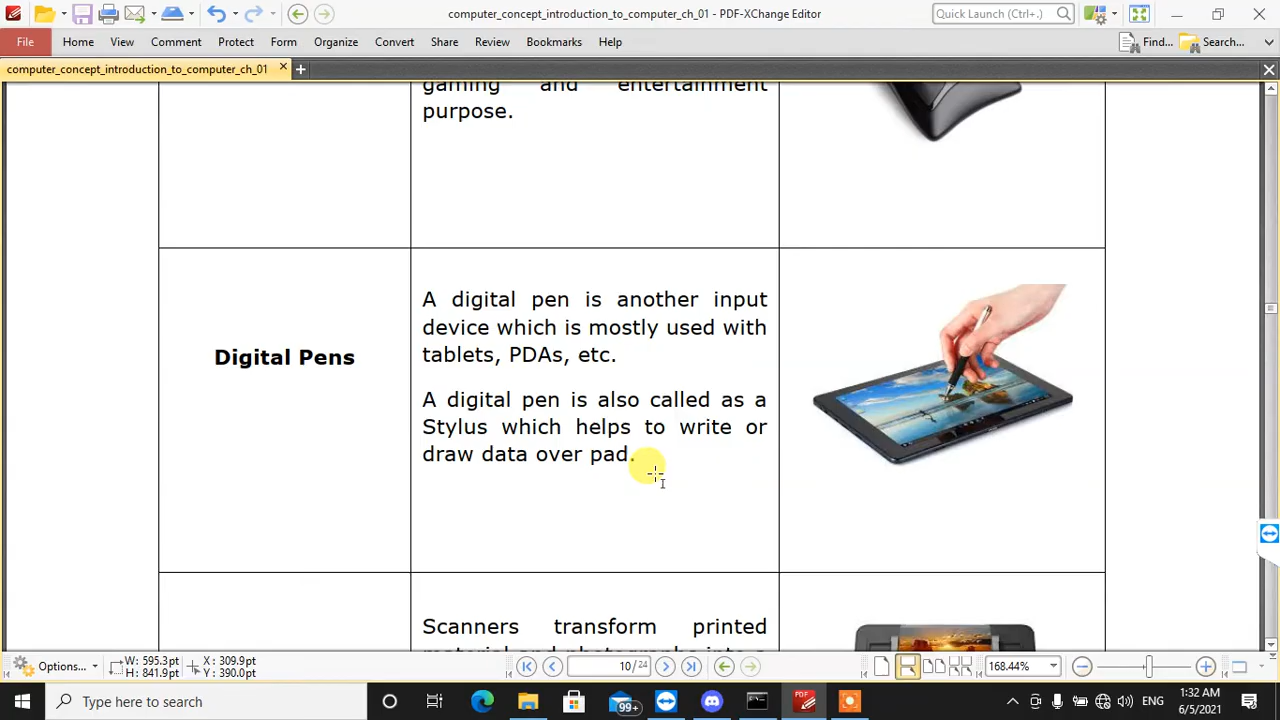 computer_concept_introduction_to_computer_ch_01 - PDF-XChange Editor
Quick Launch (Ctrl+.)
File Home View Comment Protect Form Organize Convert Share Review Bookmarks Help Find... Search...
computer_concept_introduction_to_computer_ch_01
gaming and entertainment
purpose.
Digital Pens
A digital pen is another input
device which is mostly used with
tablets, PDAs, etc.
A digital pen is also called as a
Stylus which helps to write or
draw data over pad.
Scanners transform printed
Options... W: 595.3pt X: 309.9pt 10 / 24 168.44%
H: 841.9pt Y: 390.0pt
Type here to search 99+ PDF ENG 1:32 AM
6/5/2021